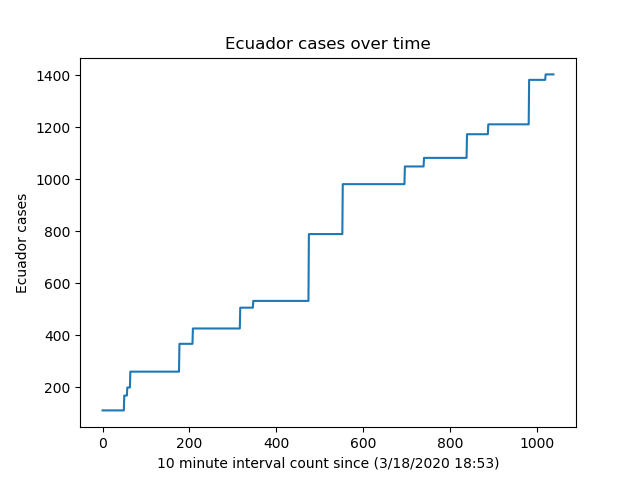 Ecuador cases over time
1400
1200
1000
800
600
400
200
Ecuador cases
0 200 400 600 800 1000
10 minute interval count since (3/18/2020 18:53)